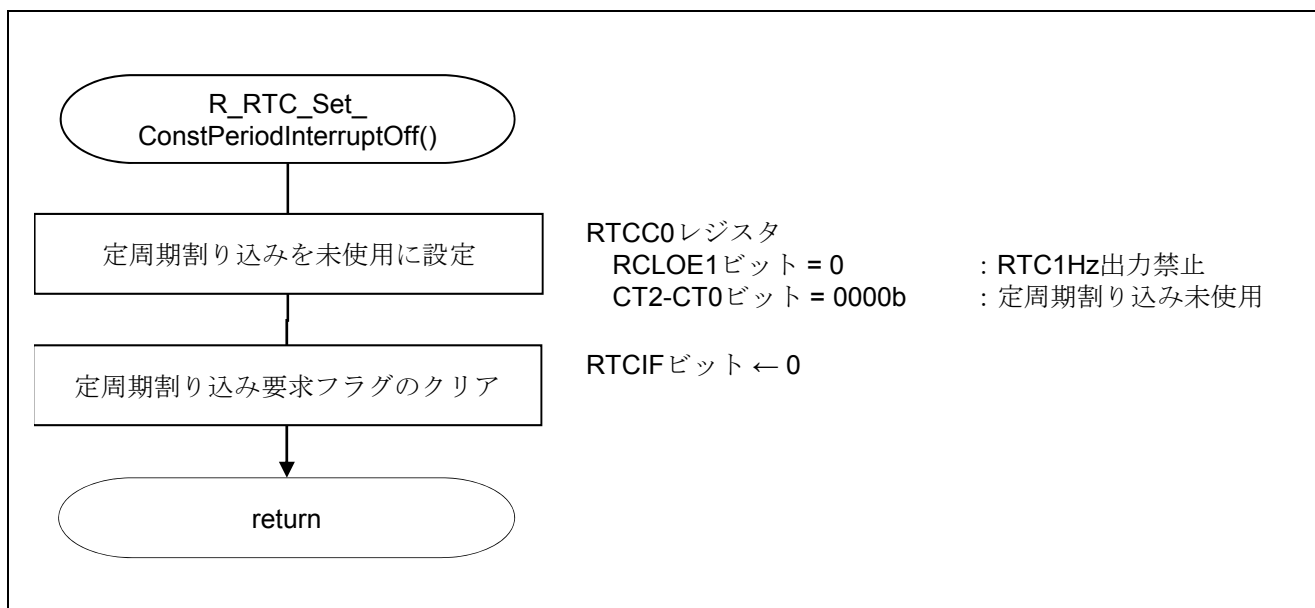 R_RTC_Set_
ConstPeriodInterruptOff()
定周期割り込みを未使用に設定
RTCC0レジスタ
RCLOE1ビット = 0 : RTC1Hz出力禁止
CT2-CT0ビット = 0000b : 定周期割り込み未使用
定周期割り込み要求フラグのクリア
RTCIFビット ← 0
return